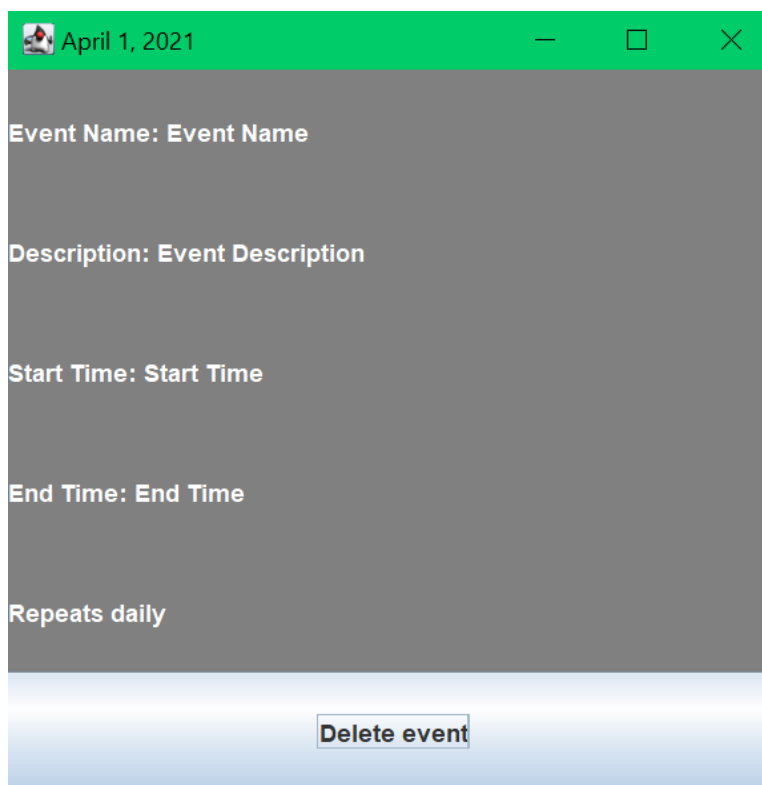 April 1, 2021
Event Name: Event Name
Description: Event Description
Start Time: Start Time
End Time: End Time
Repeats daily
Delete event